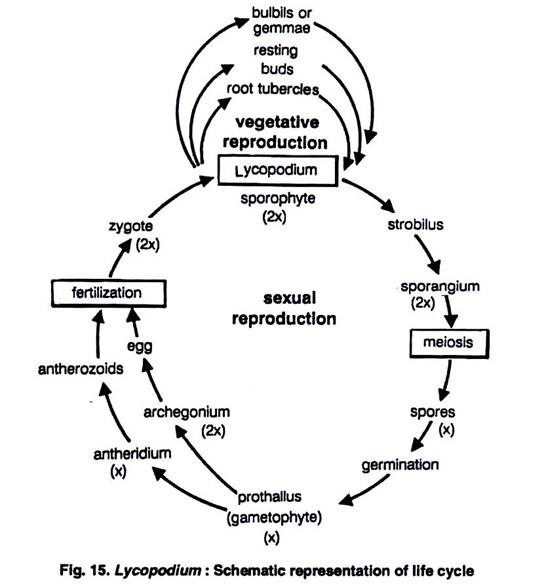 bulbils or
gemmae
resting
buds
root tubercles
vegetative
reproduction
Lycopodium
sporophyte
(2x)
zygote
(2x)
strobilus
fertilization
sexual
reproduction
sporangium
(2x)
meiosis
egg
antherozoids
archegonium
(2x)
spores
(x)
antheridium
(x)
germination
prothallus
(gametophyte)
(x)
Fig. 15. Lycopodium : Schematic representation of life cycle